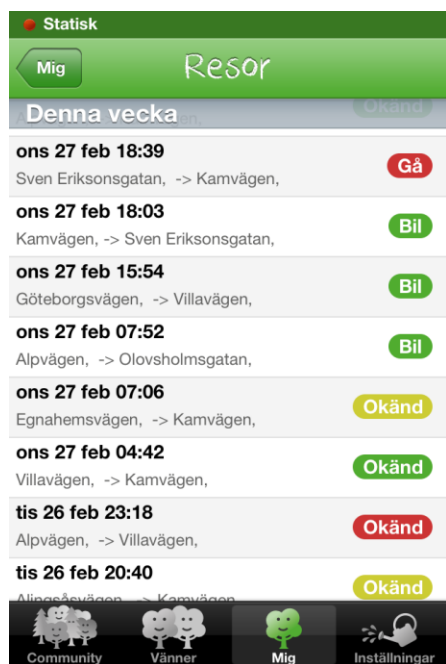 Statisk
Mig
Resor
Okänd
Denna vecka
ons 27 feb 18:39
Gå
Sven Eriksonsgatan, -> Kamvägen,
ons 27 feb 18:03
Bil
Kamvägen, -> Sven Eriksonsgatan,
ons 27 feb 15:54
Bil
Göteborgsvägen, -> Villavägen,
ons 27 feb 07:52
Bil
Alpvägen, -> Olovsholmsgatan,
ons 27 feb 07:06
Okänd
Egnahemsvägen, -> Kamvägen,
ons 27 feb 04:42
Okänd
Villavägen, -> Kamvägen,
tis 26 feb 23:18
Okänd
Alpvägen, -> Villavägen,
tis 26 feb 20:40
Okänd
Alingsåsvägen -> Kamvägen
Community Vänner Mig Inställningar